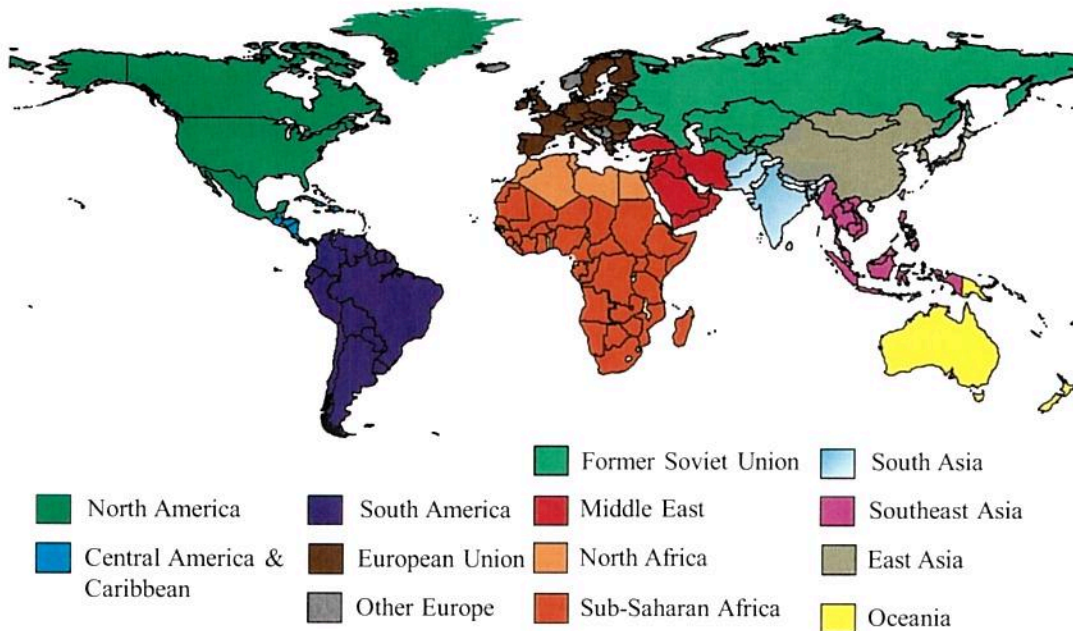 North America
Central America &
Caribbean
South America
European Union
Other Europe
Former Soviet Union
Middle East
North Africa
Sub-Saharan Africa
South Asia
Southeast Asia
East Asia
Oceania